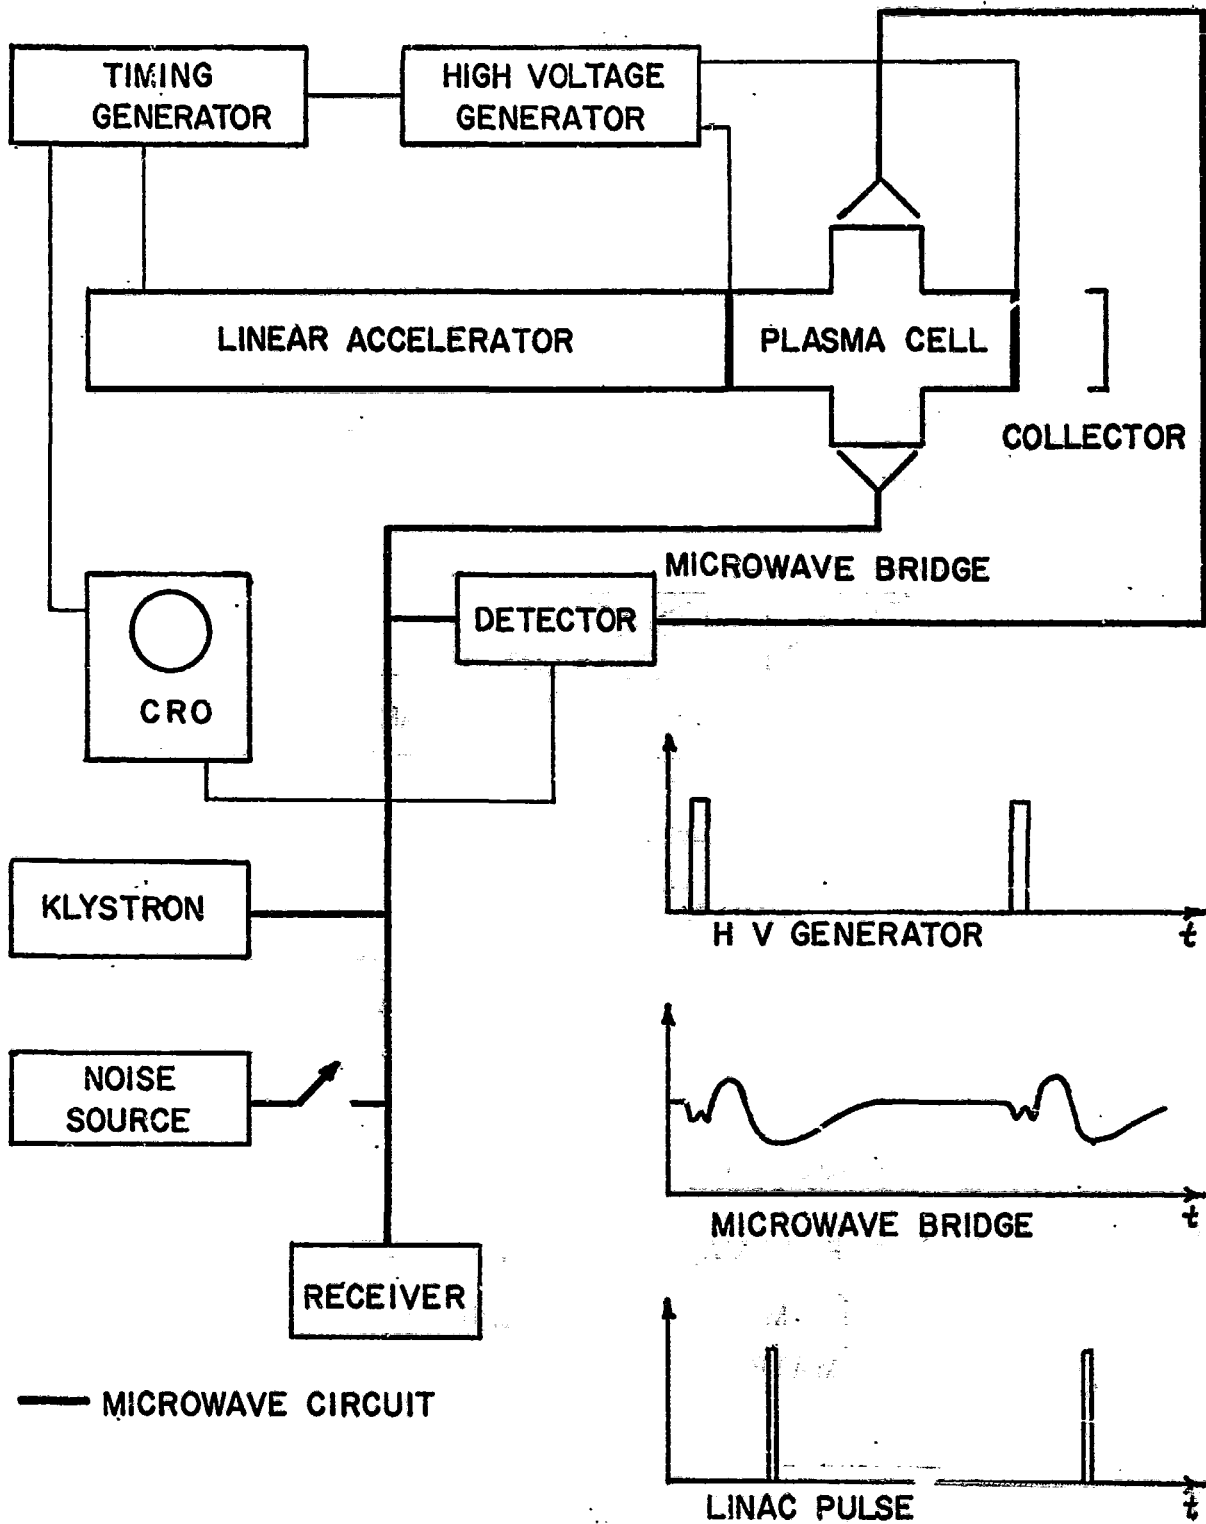 TIMING
GENERATOR
HIGH VOLTAGE
GENERATOR
LINEAR ACCELERATOR
PLASMA CELL
COLLECTOR
MICROWAVE BRIDGE
DETECTOR
CRO
KLYSTRON
H V GENERATOR
t
NOISE
SOURCE
MICROWAVE BRIDGE
t
RECEIVER
MICROWAVE CIRCUIT
LINAC PULSE
t